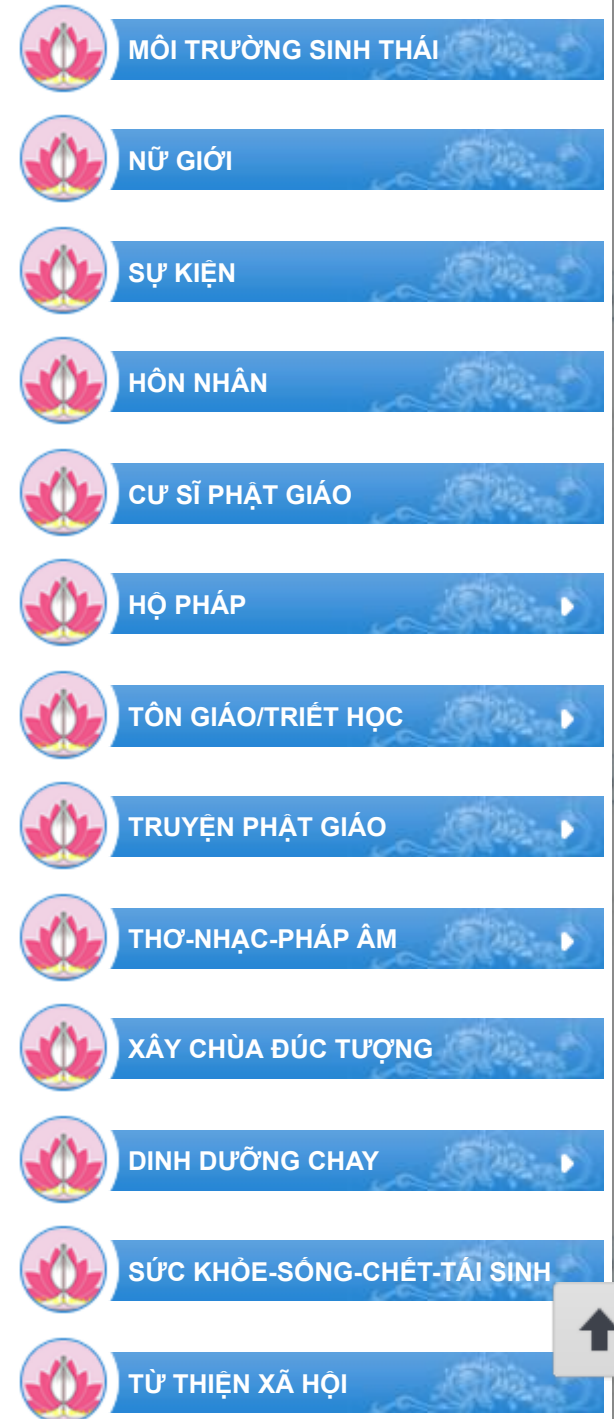 MÔI TRƯỜNG SINH THÁI
NỮ GIỚI
SỰ KIỆN
HÔN NHÂN
CƯ SĨ PHẬT GIÁO
HỘ PHÁP
TÔN GIÁO/TRIẾT HỌC
TRUYỆN PHẬT GIÁO
THƠ-NHẠC-PHÁP ÂM
XÂY CHÙA ĐÚC TƯỢNG
DINH DƯỠNG CHAY
SỨC KHỎE-SỐNG-CHẾT-TÁI SINH
TỪ THIỆN XÃ HỘI